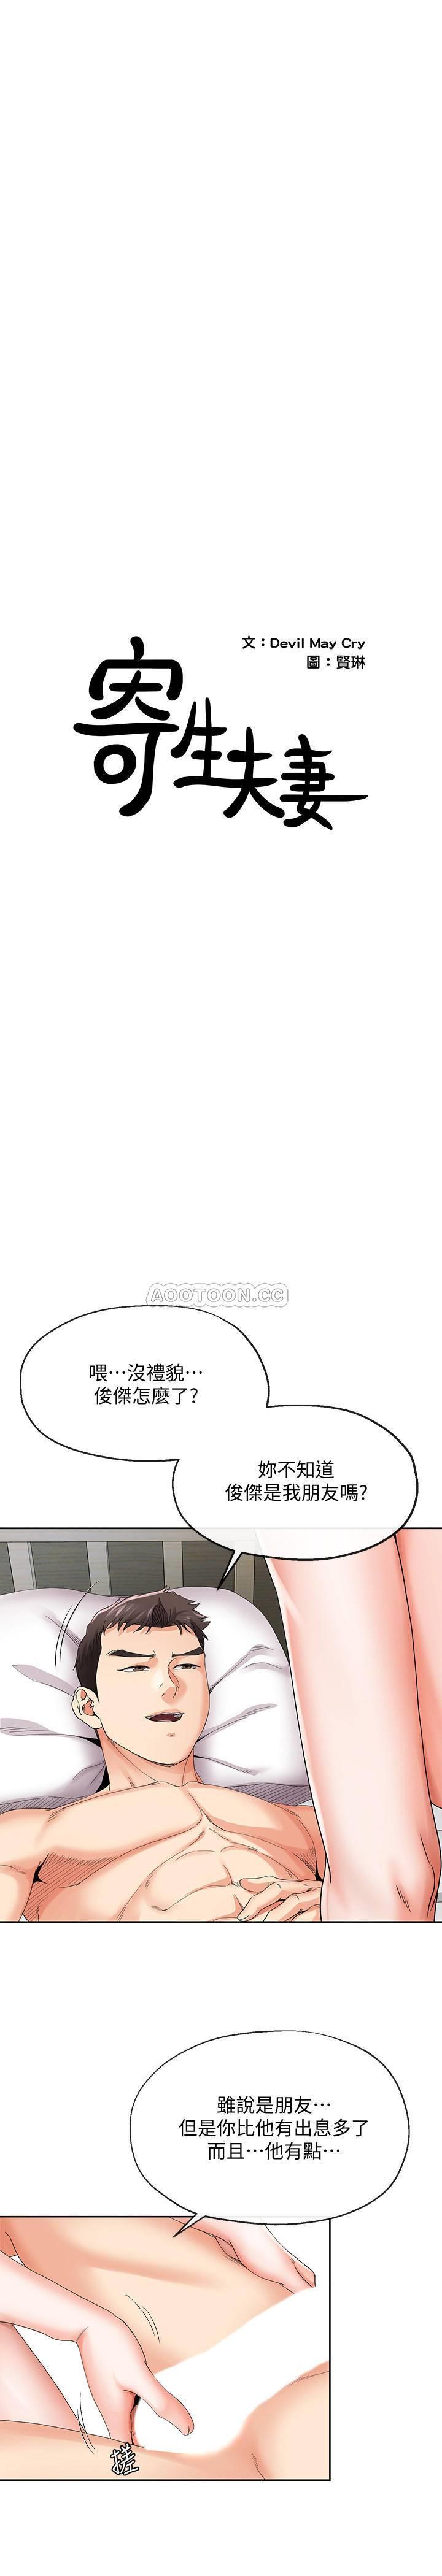 文：Devil May Cry
圖：賢琳
寄生夫妻
AOOTOON.CC
喂…沒禮貌…
俊傑怎麼了?
妳不知道
俊傑是我朋友嗎?
雖說是朋友…
但是你比他有出息多了
而且…他有點…
搓